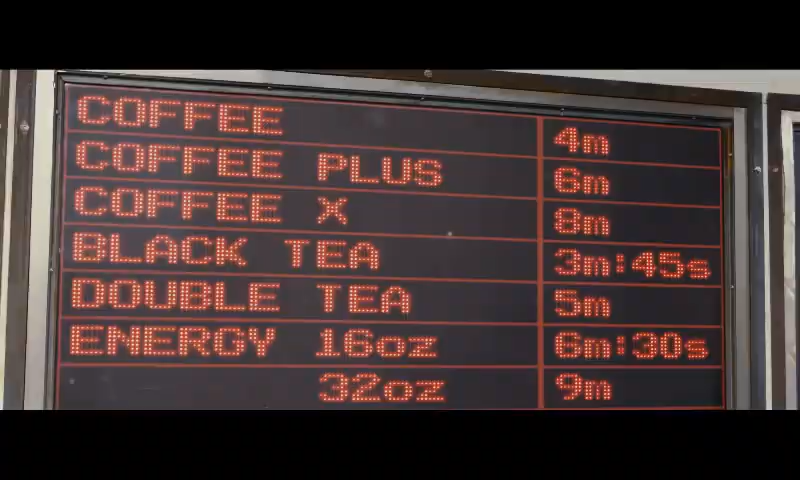 COFFEE 4m
COFFEE PLUS 6m
COFFEE X 8m
BLACK TEA 3m:45s
DOUBLE TEA 5m
ENERGY 16oz 6m:30s
32oz 9m